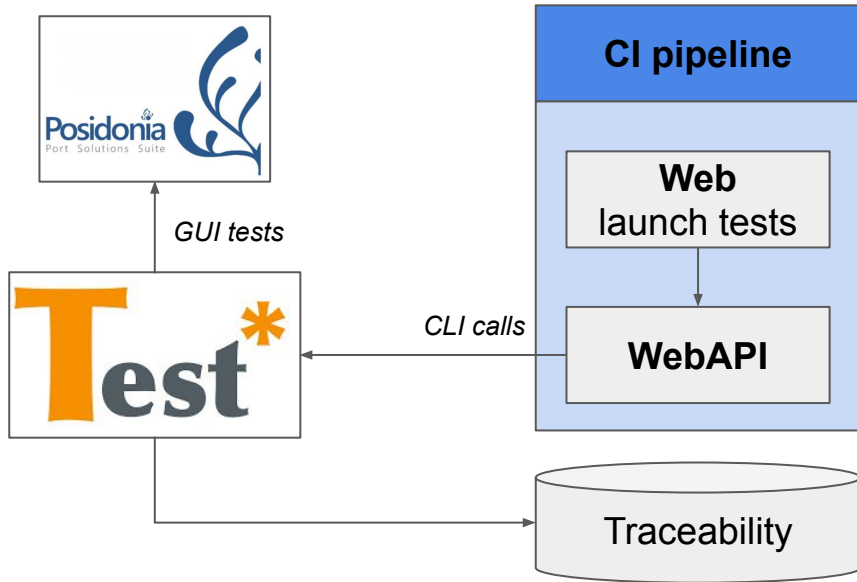 Posidonia
Port Solutions Suite
GUI tests
Test*
CLI calls
CI pipeline
Web
launch tests
WebAPI
Traceability